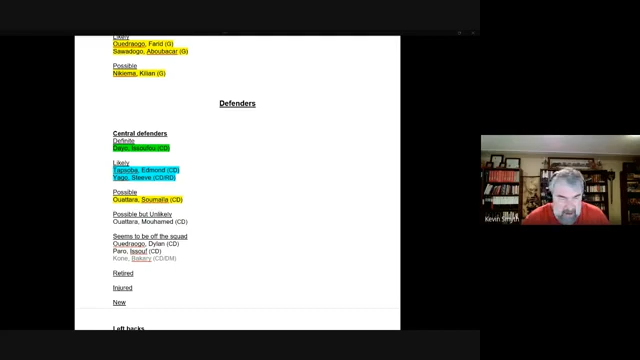 Likely
Ouedraogo, Farid (G)
Sawadogo, Aboubacar (G)
Possible
Nikiema, Kilian (G)
Defenders
Central defenders
Definite
Dayo, Issoufou (CD)
Likely
Tapsoba, Edmond (CD)
Yago, Steeve (CD/RD)
Possible
Ouattara, Soumaila (CD)
Possible but Unlikely
Ouattara, Mouhamed (CD)
Seems to be off the squad
Ouedraogo, Dylan (CD)
Paro, Issouf (CD)
Kone, Bakary (CD/DM)
Retired
Injured
New
Left backs
Kevin Smyth